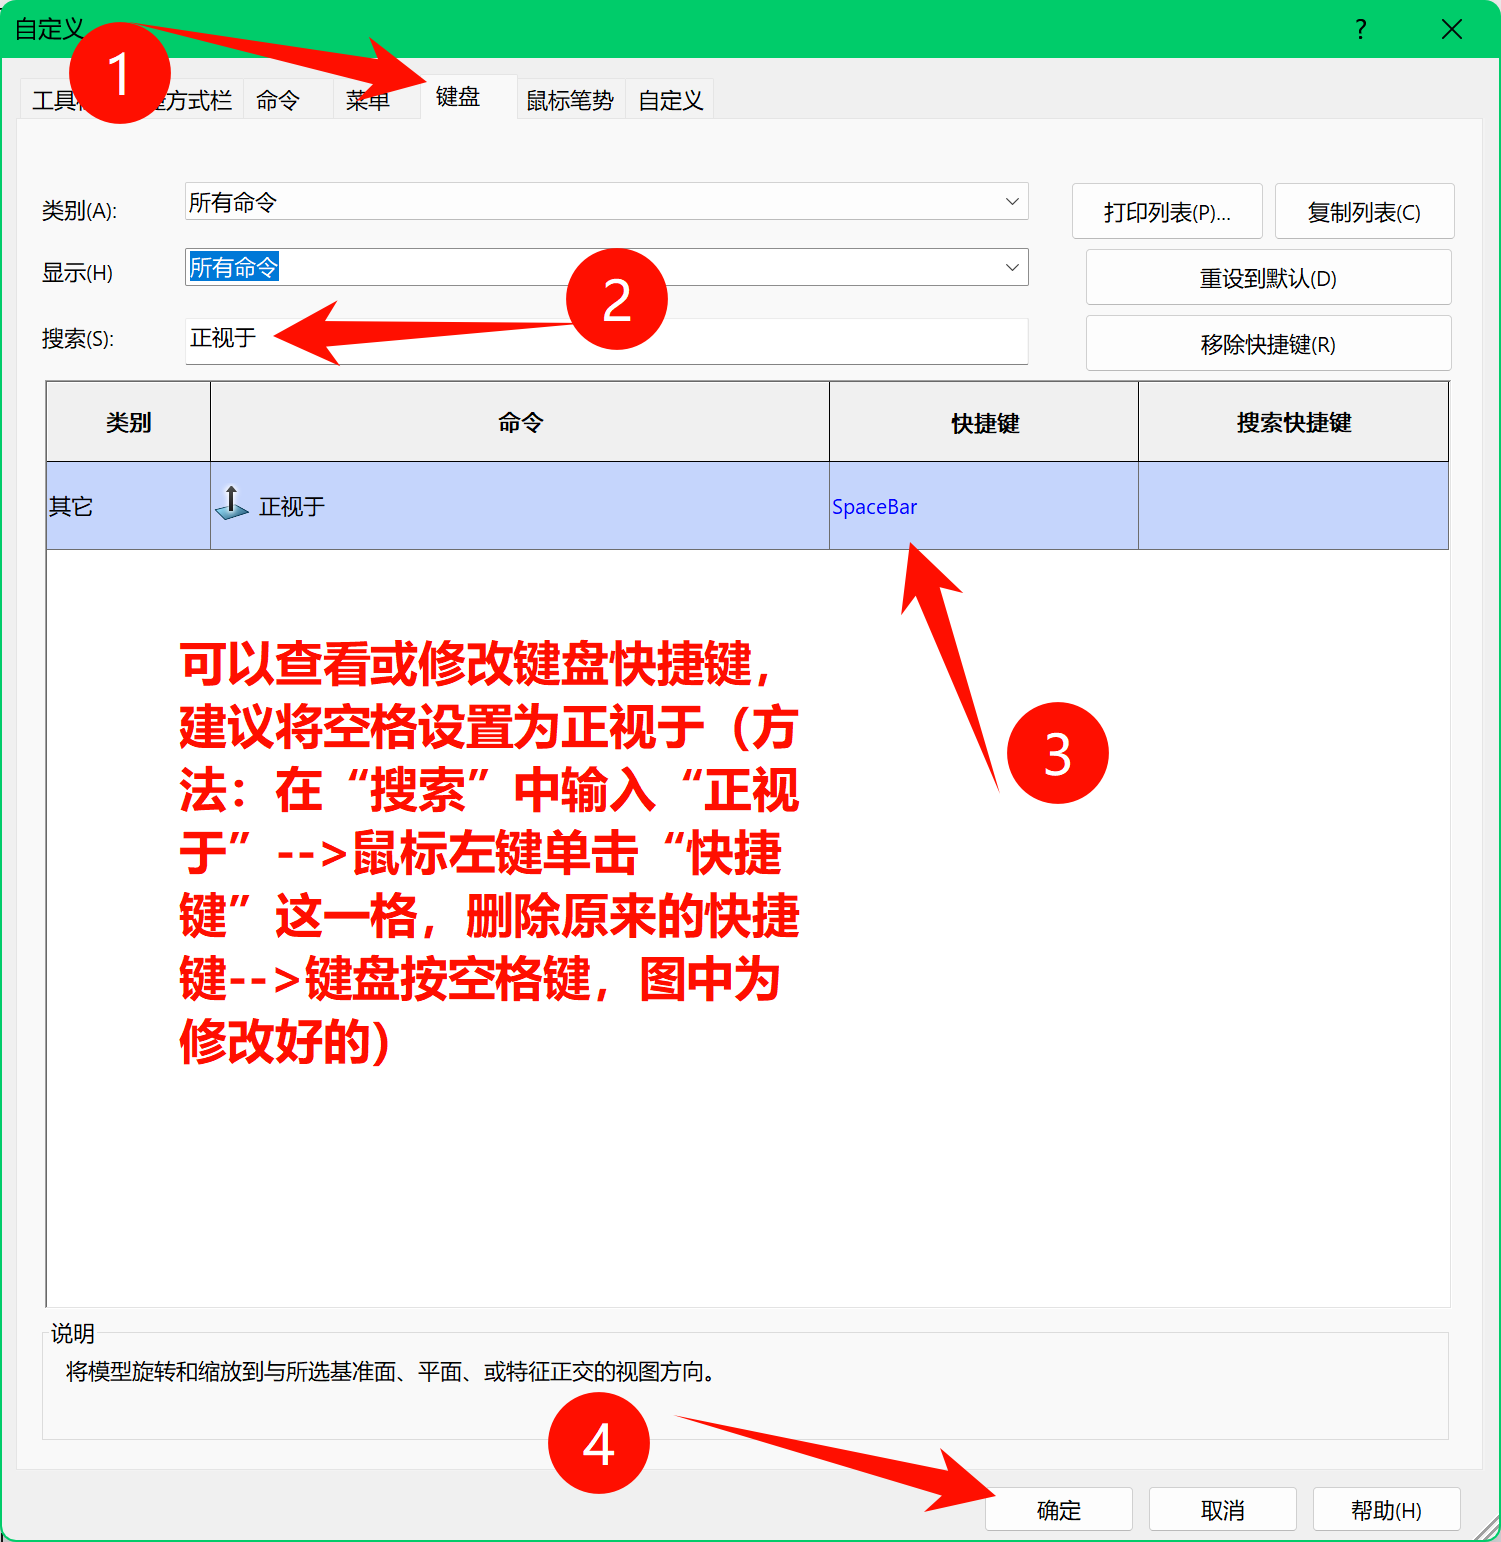 自定义
?
1
工具
方式栏
命令
菜单
键盘
鼠标笔势
自定义
类别(A):
所有命令
打印列表(P)...
复制列表(C)
显示(H)
所有命令
重设到默认(D)
2
搜索(S):
正视于
移除快捷键(R)
类别
命令
快捷键
搜索快捷键
其它
正视于
SpaceBar
可以查看或修改键盘快捷键，
建议将空格设置为正视于（方
法：在“搜索”中输入“正视
于”-->鼠标左键单击“快捷
键”这一格，删除原来的快捷
键-->键盘按空格键，图中为
修改好的）
3
说明
将模型旋转和缩放到与所选基准面、平面、或特征正交的视图方向。
4
确定
取消
帮助(H)